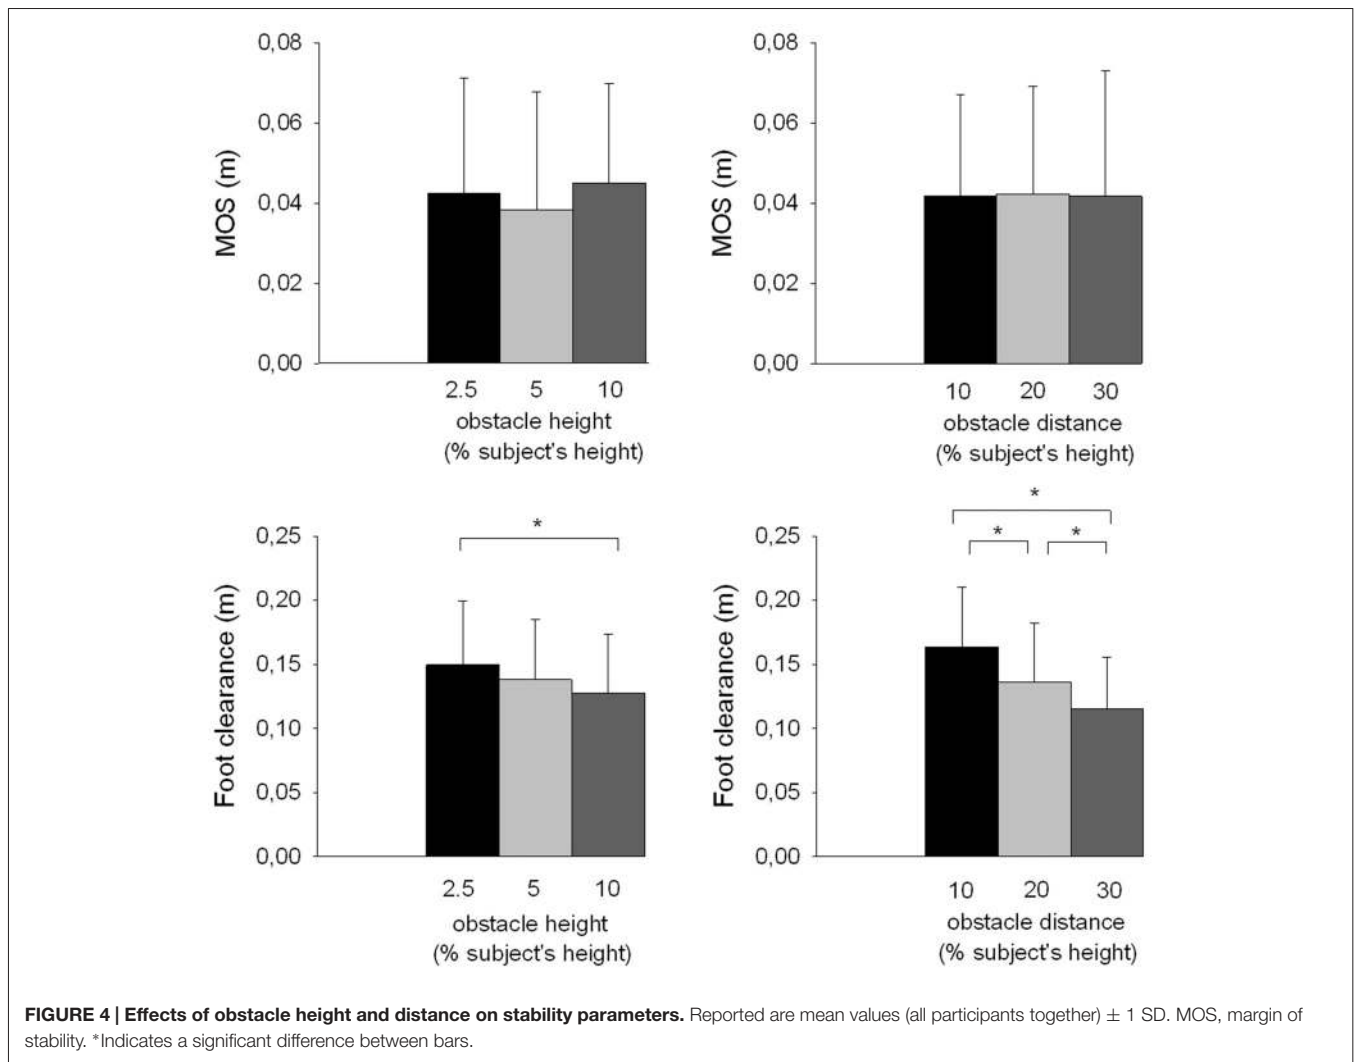 0,08
0,06
0,04
0,02
0,00
MOS (m)
2.5 5 10
obstacle height
(% subject's height)
0,08
0,06
0,04
0,02
0,00
MOS (m)
10 20 30
obstacle distance
(% subject's height)
0,25
0,20
0,15
0,10
0,05
0,00
Foot clearance (m)
*
2.5 5 10
obstacle height
(% subject's height)
0,25
0,20
0,15
0,10
0,05
0,00
Foot clearance (m)
*
* *
10 20 30
obstacle distance
(% subject's height)
FIGURE 4 | Effects of obstacle height and distance on stability parameters. Reported are mean values (all participants together) ± 1 SD. MOS, margin of
stability. *Indicates a significant difference between bars.